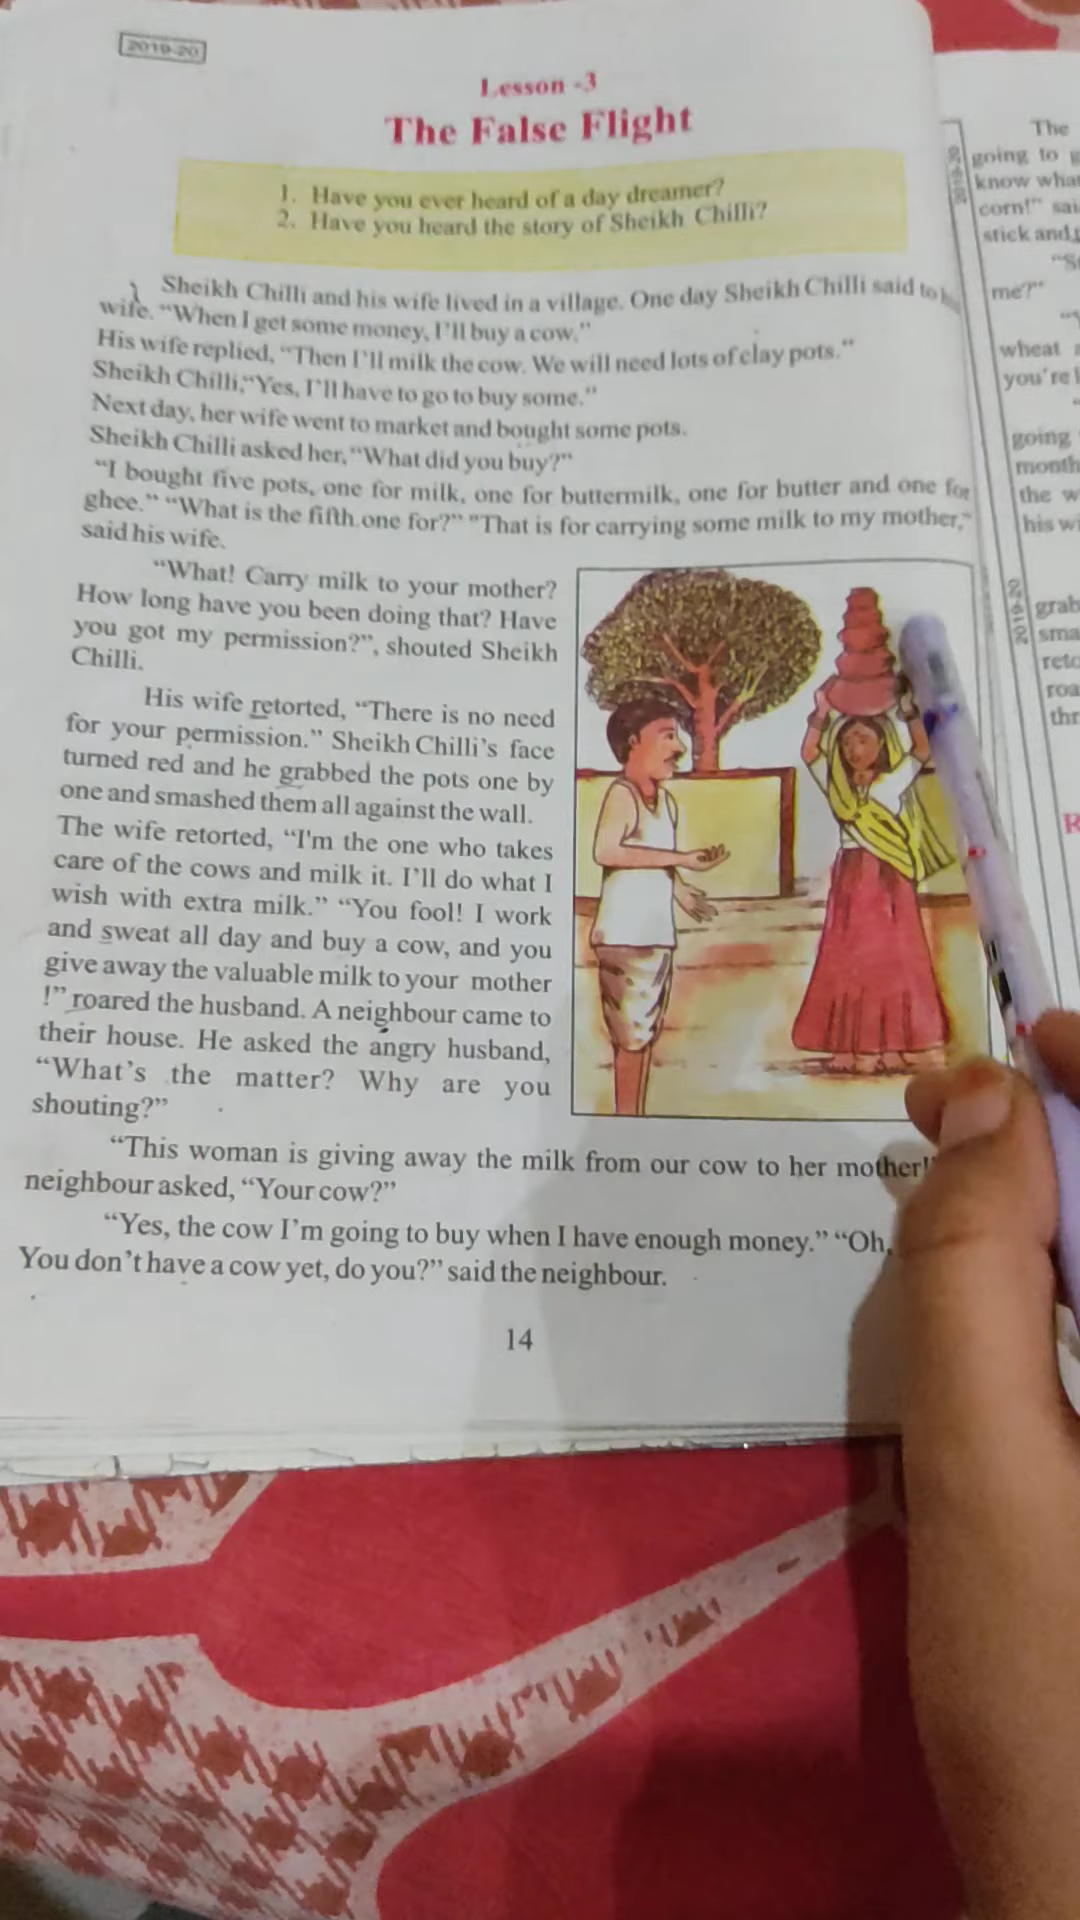 2019-20
Lesson -3
The False Flight
1. Have you ever heard of a day dreamer?
2. Have you heard the story of Sheikh Chilli?
Sheikh Chilli and his wife lived in a village. One day Sheikh Chilli said to
wife. “When I get some money, I’ll buy a cow.”
His wife replied, “Then I’ll milk the cow. We will need lots of clay pots.”
Sheikh Chilli,“Yes, I’ll have to go to buy some.”
Next day, her wife went to market and bought some pots.
Sheikh Chilli asked her, “What did you buy?”
“I bought five pots, one for milk, one for buttermilk, one for butter and one for
ghee.” “What is the fifth one for?” "That is for carrying some milk to my mother,"
said his wife.
“What! Carry milk to your mother?
How long have you been doing that? Have
you got my permission?”, shouted Sheikh
Chilli.
His wife retorted, “There is no need
for your permission.” Sheikh Chilli’s face
turned red and he grabbed the pots one by
one and smashed them all against the wall.
The wife retorted, “I'm the one who takes
care of the cows and milk it. I’ll do what I
wish with extra milk.” “You fool! I work
and sweat all day and buy a cow, and you
give away the valuable milk to your mother
!” roared the husband. A neighbour came to
their house. He asked the angry husband,
“What’s the matter? Why are you
shouting?”
“This woman is giving away the milk from our cow to her mother!”
neighbour asked, “Your cow?”
“Yes, the cow I’m going to buy when I have enough money.” “Oh,
You don’t have a cow yet, do you?” said the neighbour.
14
The
going to
know what
corn!” sai
stick and
me?”
wheat
you’re
going
month
the w
his wi
2019-20
grab
sma
reto
roa
thr
R